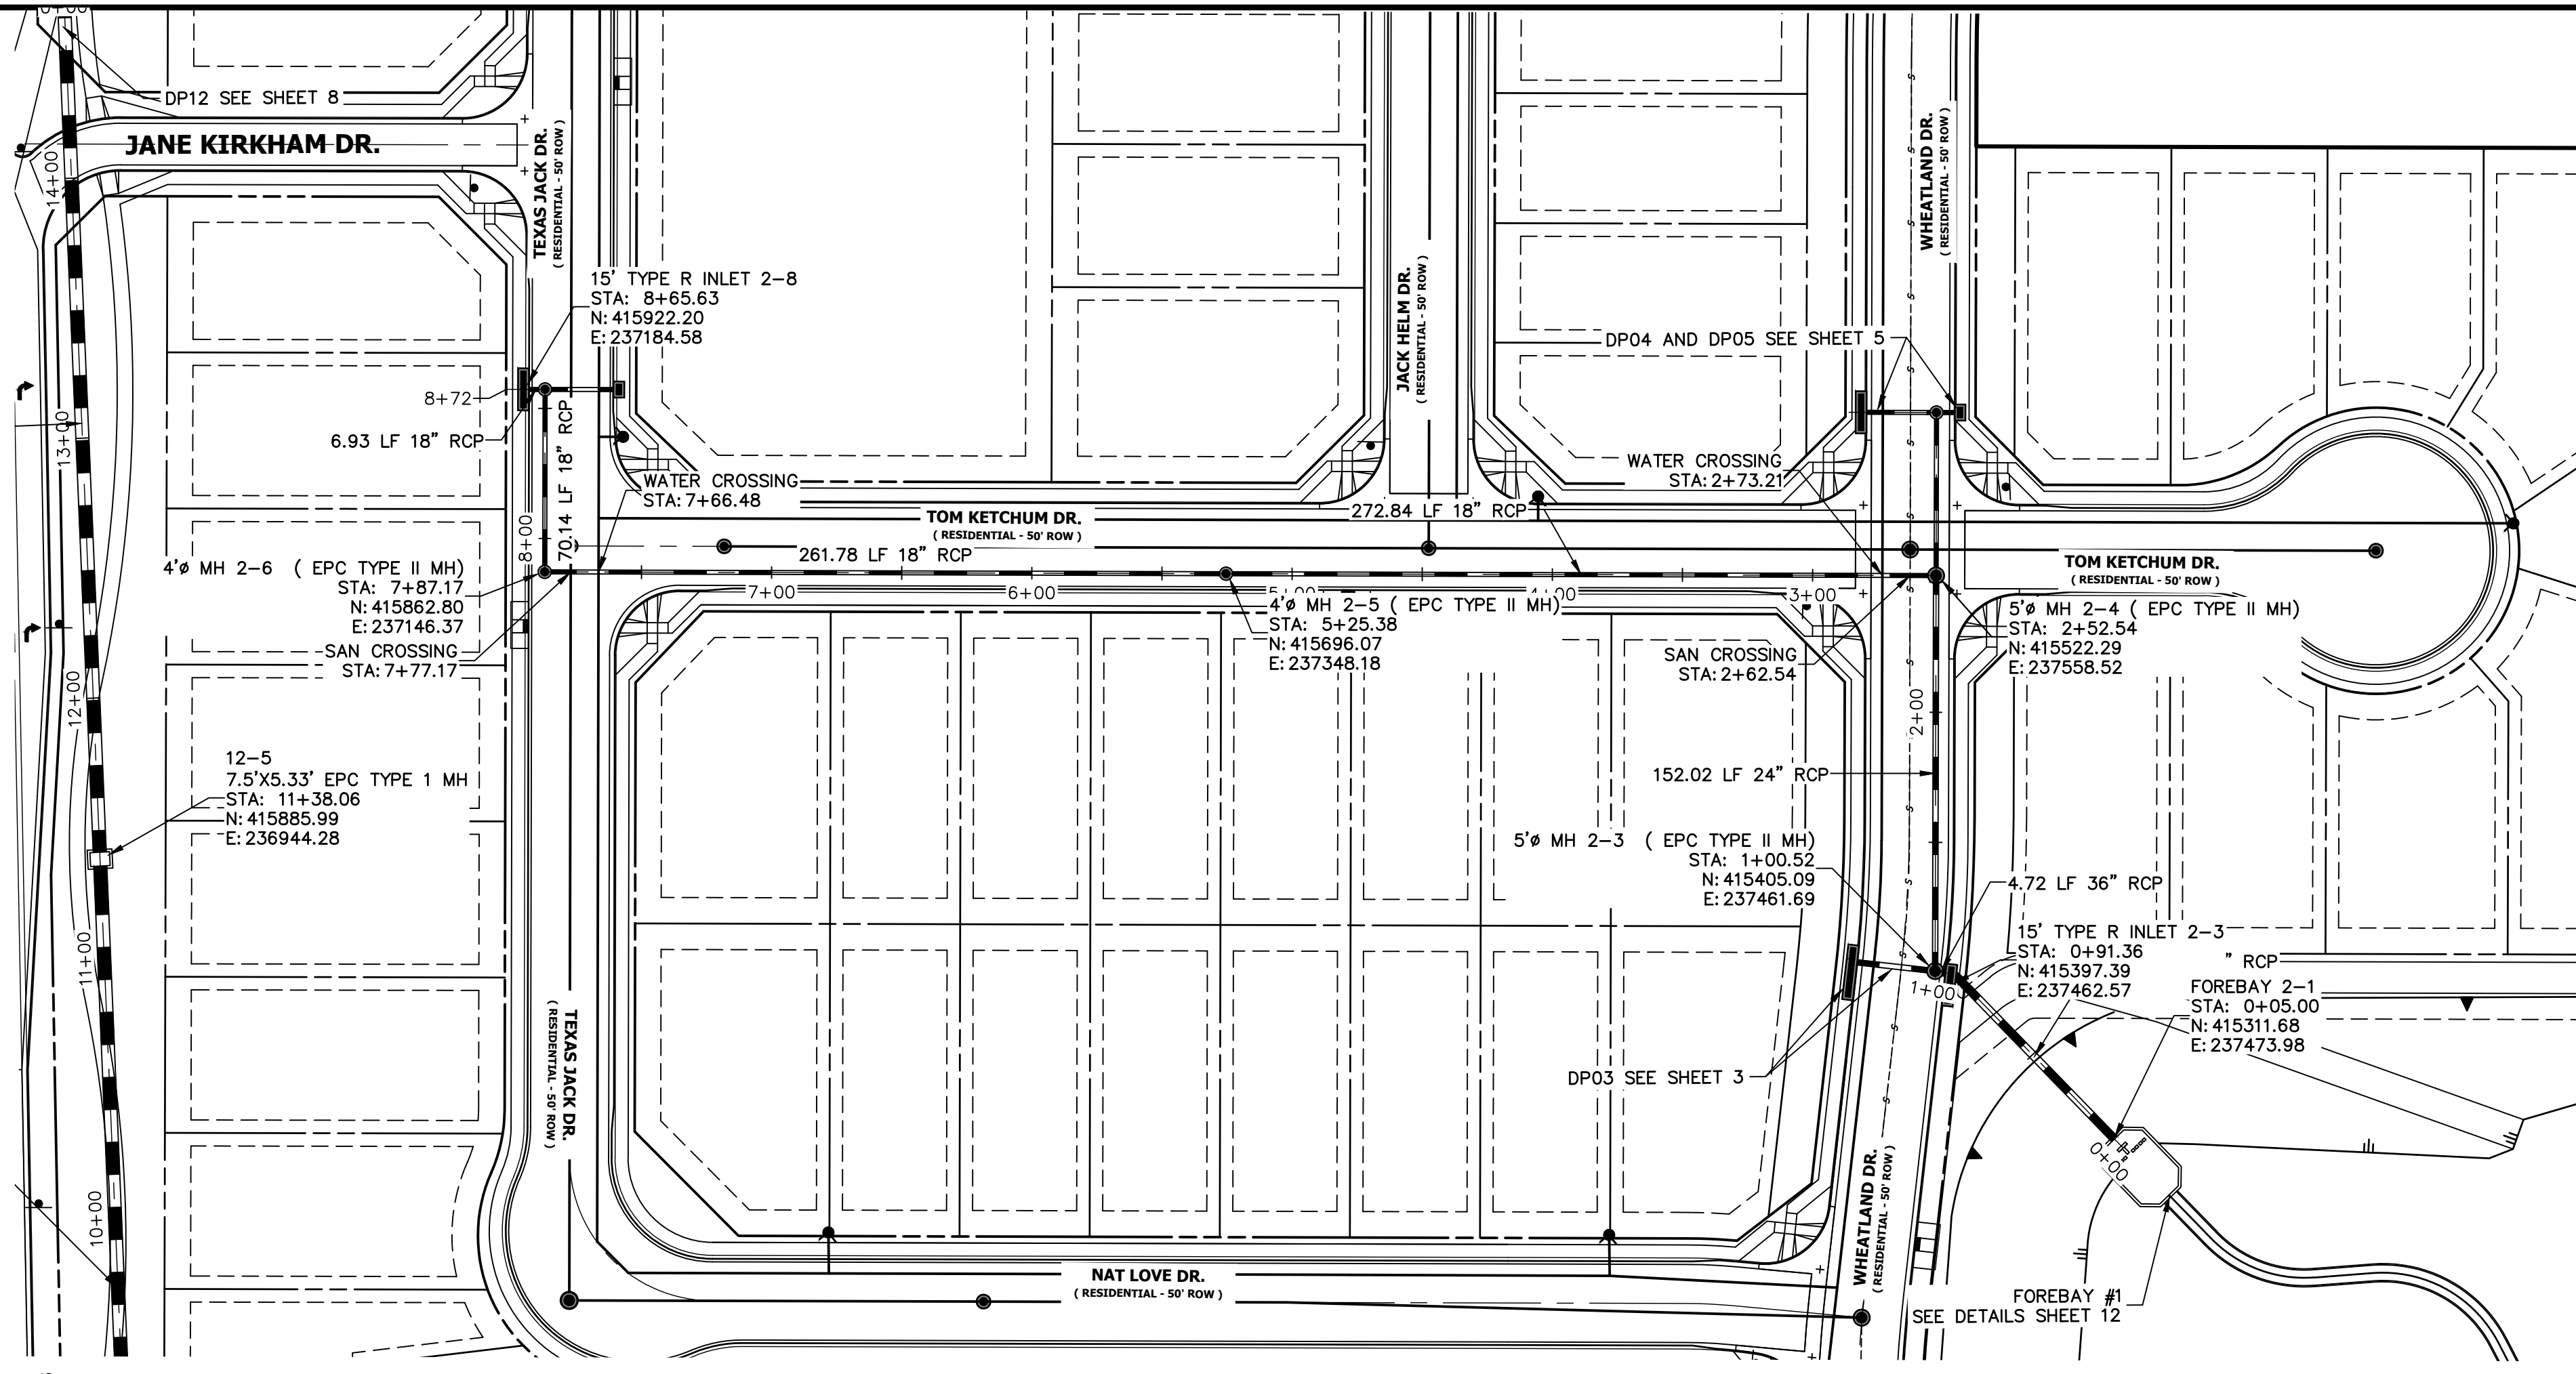 DP12 SEE SHEET 8
JANE KIRKHAM DR.
14+00
TEXAS JACK DR.
( RESIDENTIAL - 50' ROW )
15' TYPE R INLET 2-8
STA: 8+65.63
N: 415922.20
E: 237184.58
8+72
6.93 LF 18" RCP
70.14 LF 18" RCP
13+00
8+00
WATER CROSSING
STA: 7+66.48
JACK HELM DR.
( RESIDENTIAL - 50' ROW )
WHEATLAND DR.
( RESIDENTIAL - 50' ROW )
DP04 AND DP05 SEE SHEET 5
WATER CROSSING
STA: 2+73.21
272.84 LF 18" RCP
TOM KETCHUM DR.
( RESIDENTIAL - 50' ROW )
261.78 LF 18" RCP
TOM KETCHUM DR.
( RESIDENTIAL - 50' ROW )
7+00
6+00
5+00
4+00
3+00
4'ø MH 2-6 ( EPC TYPE II MH)
STA: 7+87.17
N: 415862.80
E: 237146.37
SAN CROSSING
STA: 7+77.17
4'ø MH 2-5 ( EPC TYPE II MH)
STA: 5+25.38
N: 415696.07
E: 237348.18
5'ø MH 2-4 ( EPC TYPE II MH)
STA: 2+52.54
N: 415522.29
E: 237558.52
SAN CROSSING
STA: 2+62.54
12+00
2+00
12-5
7.5'X5.33' EPC TYPE 1 MH
STA: 11+38.06
N: 415885.99
E: 236944.28
152.02 LF 24" RCP
5'ø MH 2-3 ( EPC TYPE II MH)
STA: 1+00.52
N: 415405.09
E: 237461.69
4.72 LF 36" RCP
15' TYPE R INLET 2-3
STA: 0+91.36
N: 415397.39
E: 237462.57
" RCP
11+00
1+00
FOREBAY 2-1
STA: 0+05.00
N: 415311.68
E: 237473.98
TEXAS JACK DR.
( RESIDENTIAL - 50' ROW )
DP03 SEE SHEET 3
0+00
10+00
WHEATLAND DR.
( RESIDENTIAL - 50' ROW )
NAT LOVE DR.
( RESIDENTIAL - 50' ROW )
FOREBAY #1
SEE DETAILS SHEET 12